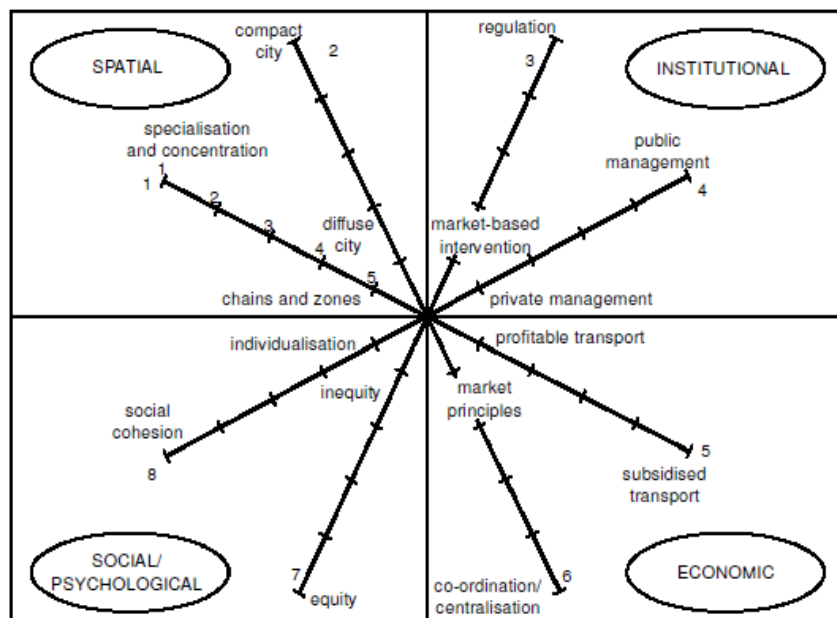 compact
city
2
SPATIAL
specialisation
and concentration
1
1
2
3
4
5
diffuse
city
chains and zones
regulation
3
INSTITUTIONAL
public
management
4
market-based
intervention
private management
individualisation
inequity
social
cohesion
8
SOCIAL/
PSYCHOLOGICAL
7
equity
profitable transport
market
principles
5
subsidised
transport
6
co-ordination/
centralisation
ECONOMIC